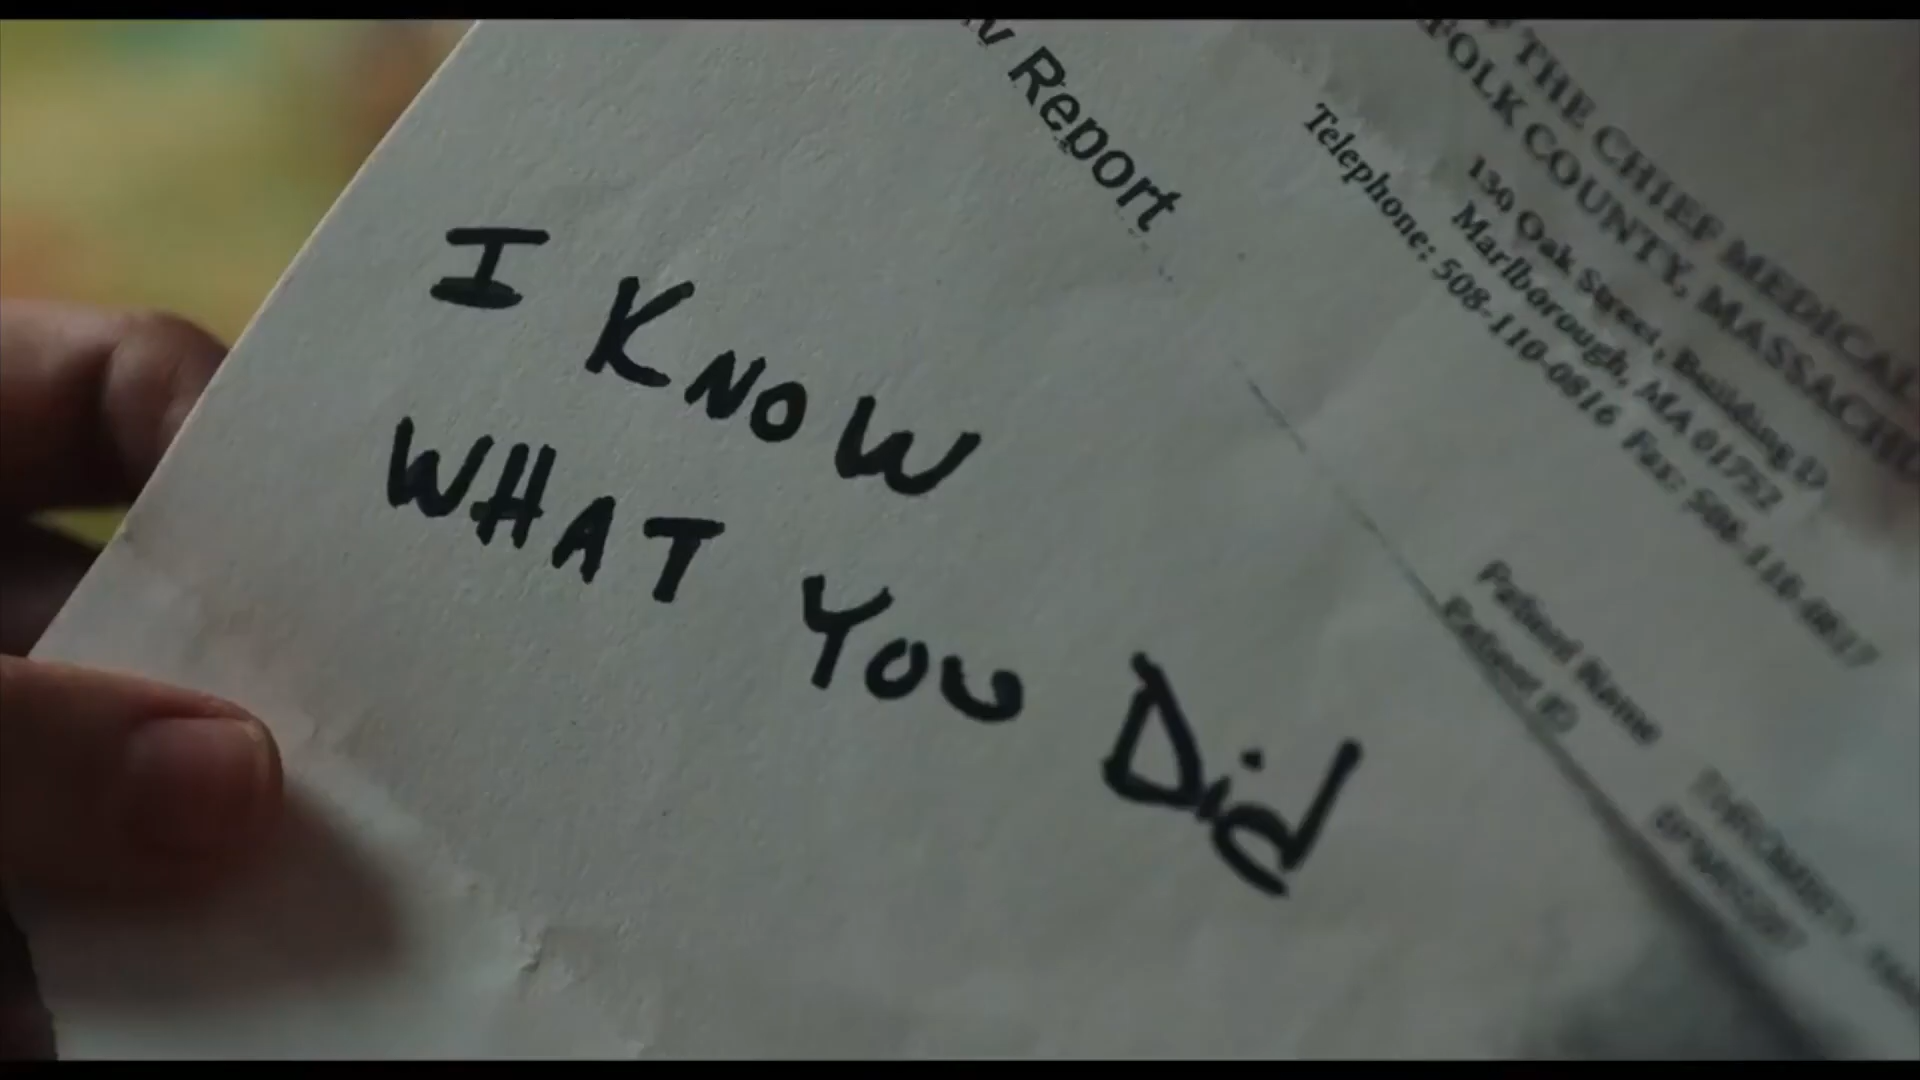 I KNOW
WHAT YOU Did
Report
THE CHIEF MEDICAL
FOLK COUNTY, MASSACHU
130 Oak Street, Building D
Marlborough, MA 01752
Telephone: 508-110-0816 Fax: 508-110-0817
Patient Name
Patient ID